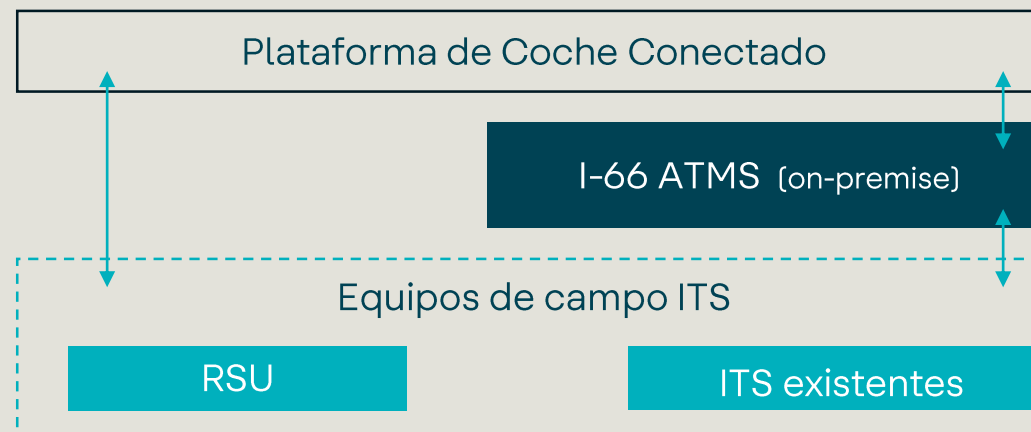 Plataforma de Coche Conectado
I-66 ATMS (on-premise)
Equipos de campo ITS
RSU
ITS existentes